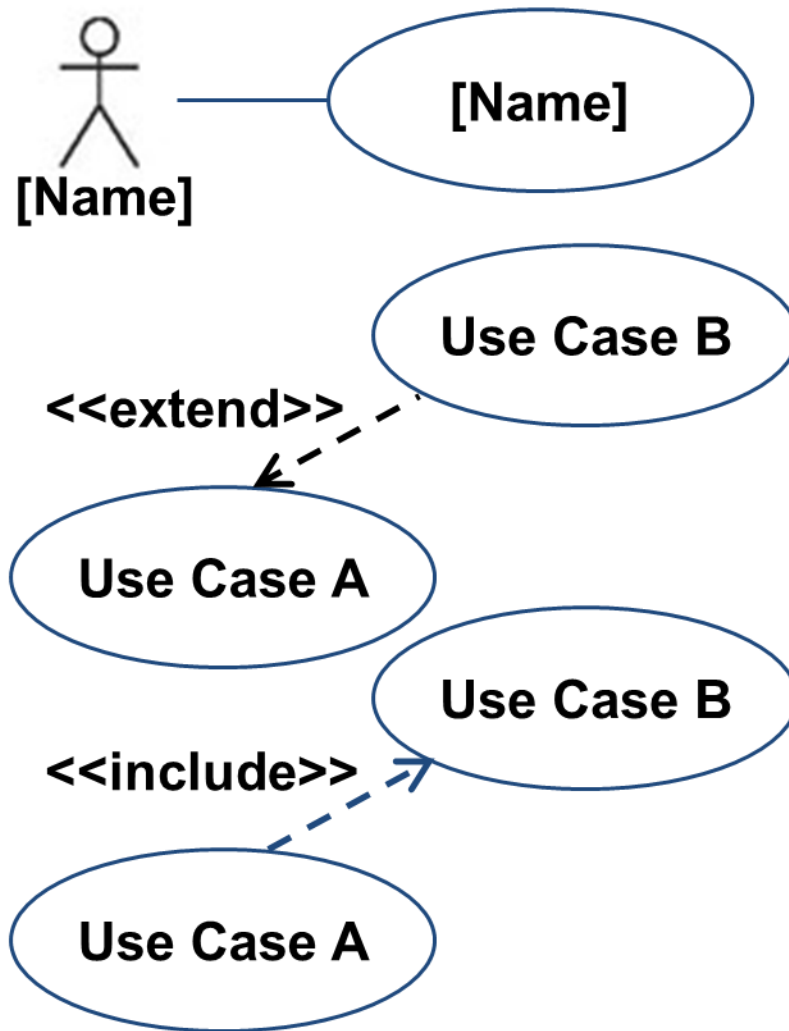 [Name]
[Name]
Use Case B
<<extend>>
Use Case A
Use Case B
<<include>>
Use Case A